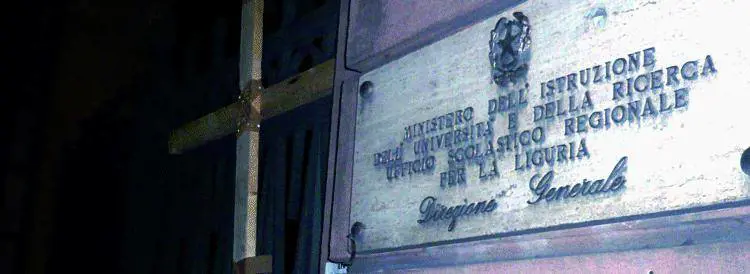 MINISTERO DELL'ISTRUZIONE
DELL'UNIVERSITÀ E DELLA RICERCA
UFFICIO SCOLASTICO REGIONALE
PER LA LIGURIA
Direzione Generale